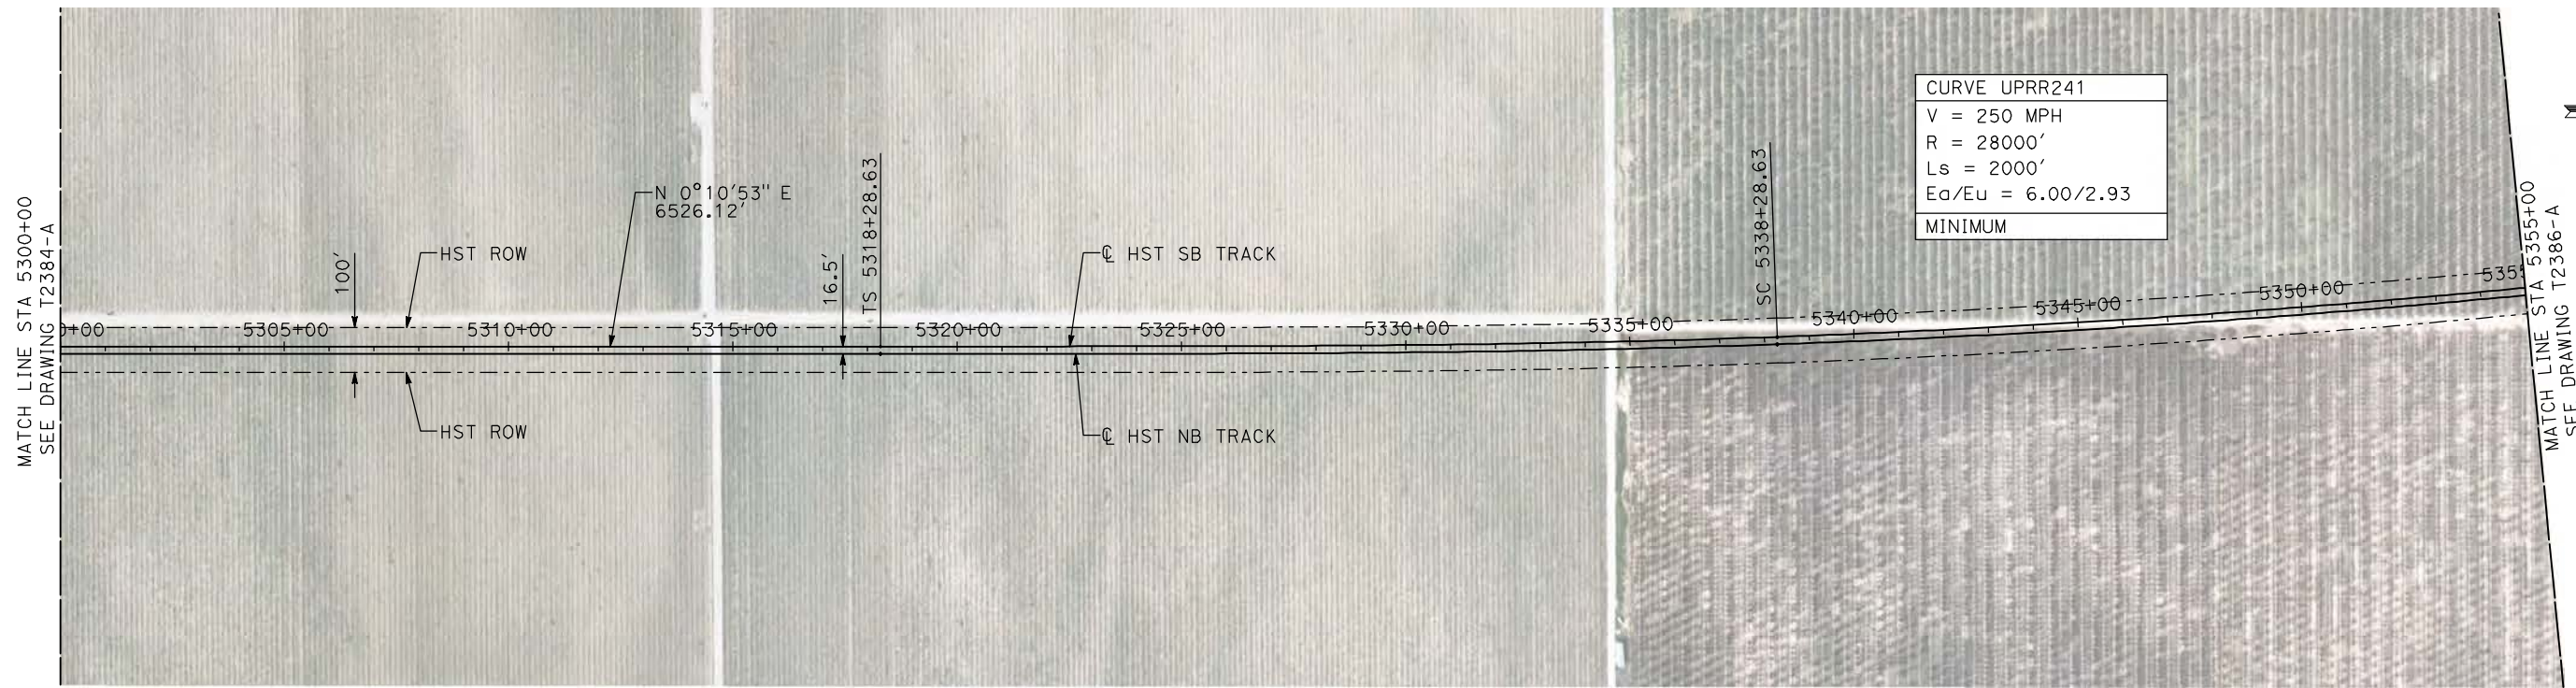 MATCH LINE STA 5300+00
SEE DRAWING T2384-A
100'
HST ROW
N 0°10'53" E
6526.12'
16.5'
TS 5318+28.63
℄ HST SB TRACK
SC 5338+28.63
CURVE UPRR241
V = 250 MPH
R = 28000'
Ls = 2000'
Ea/Eu = 6.00/2.93
MINIMUM
0+00
5305+00
5310+00
5315+00
5320+00
5325+00
5330+00
5335+00
5340+00
5345+00
5350+00
5355
HST ROW
℄ HST NB TRACK
MATCH LINE STA 5355+00
SEE DRAWING T2386-A